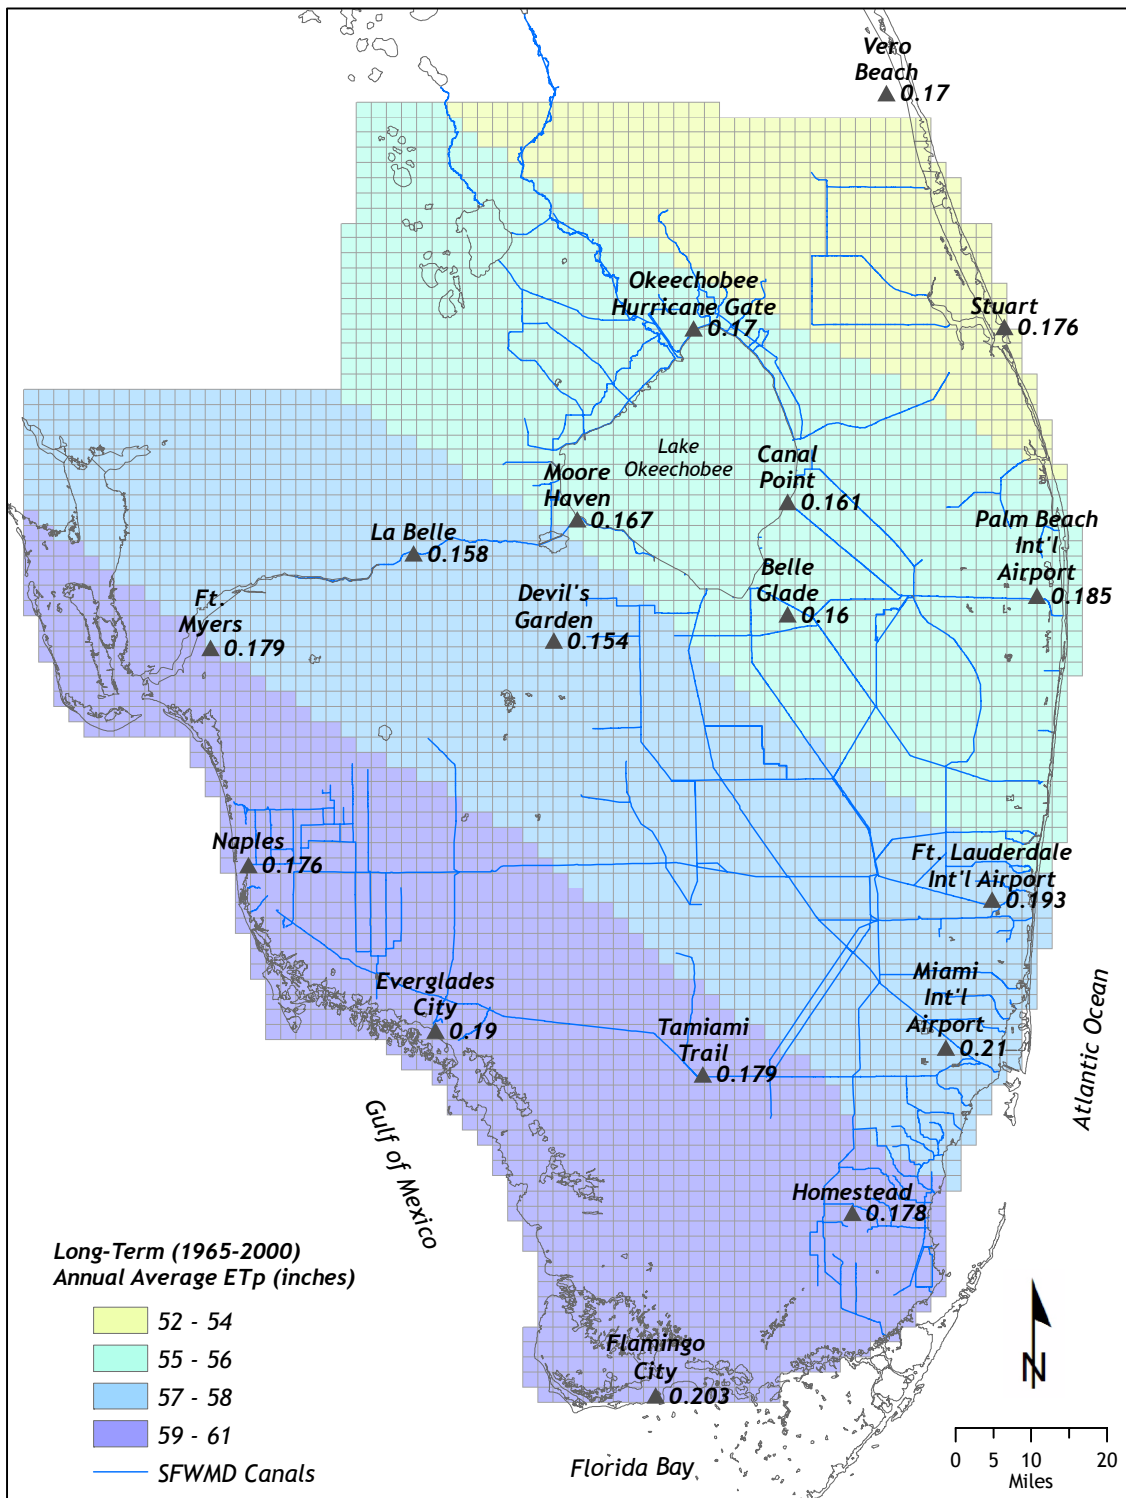 Vero
Beach
0.17
Okeechobee
Hurricane Gate
0.17
Stuart
0.176
Lake
Okeechobee
Canal
Point
0.161
Moore
Haven
0.167
Palm Beach
Int'l
Airport
0.185
La Belle
0.158
Belle
Glade
0.16
Devil's
Garden
0.154
Ft.
Myers
0.179
Naples
0.176
Ft. Lauderdale
Int'l Airport
0.193
Everglades
City
0.19
Miami
Int'l
Airport
0.21
Tamiami
Trail
0.179
Atlantic Ocean
Gulf of Mexico
Homestead
0.178
Flamingo
City
0.203
Florida Bay
Long-Term (1965-2000)
Annual Average ETp (inches)
52 - 54
55 - 56
57 - 58
59 - 61
SFWMD Canals
N
0 5 10 20
Miles